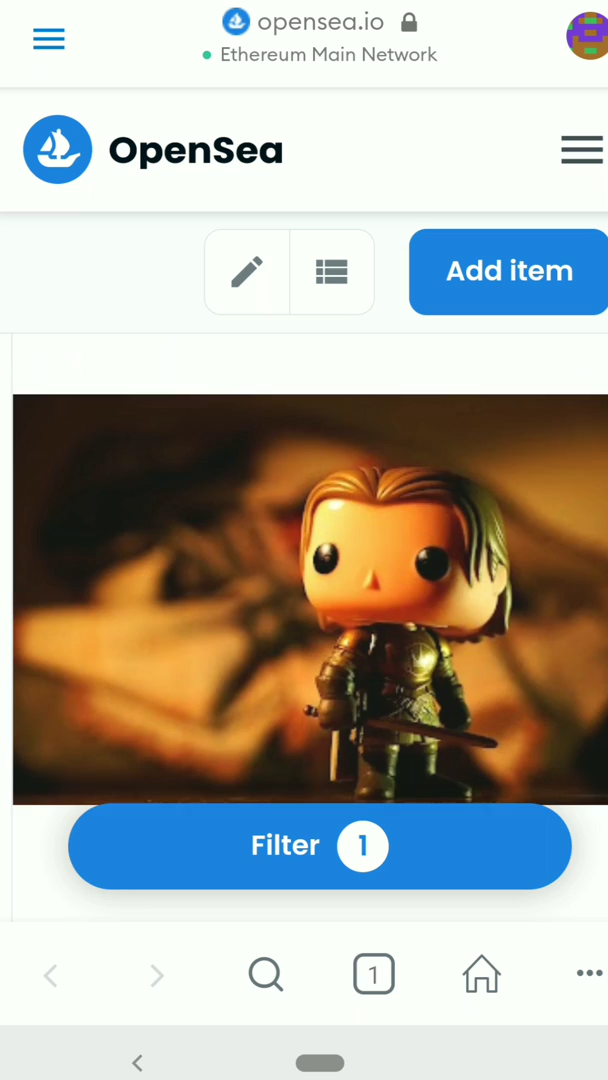 opensea.io
Ethereum Main Network
OpenSea
Add item
Filter 1
1